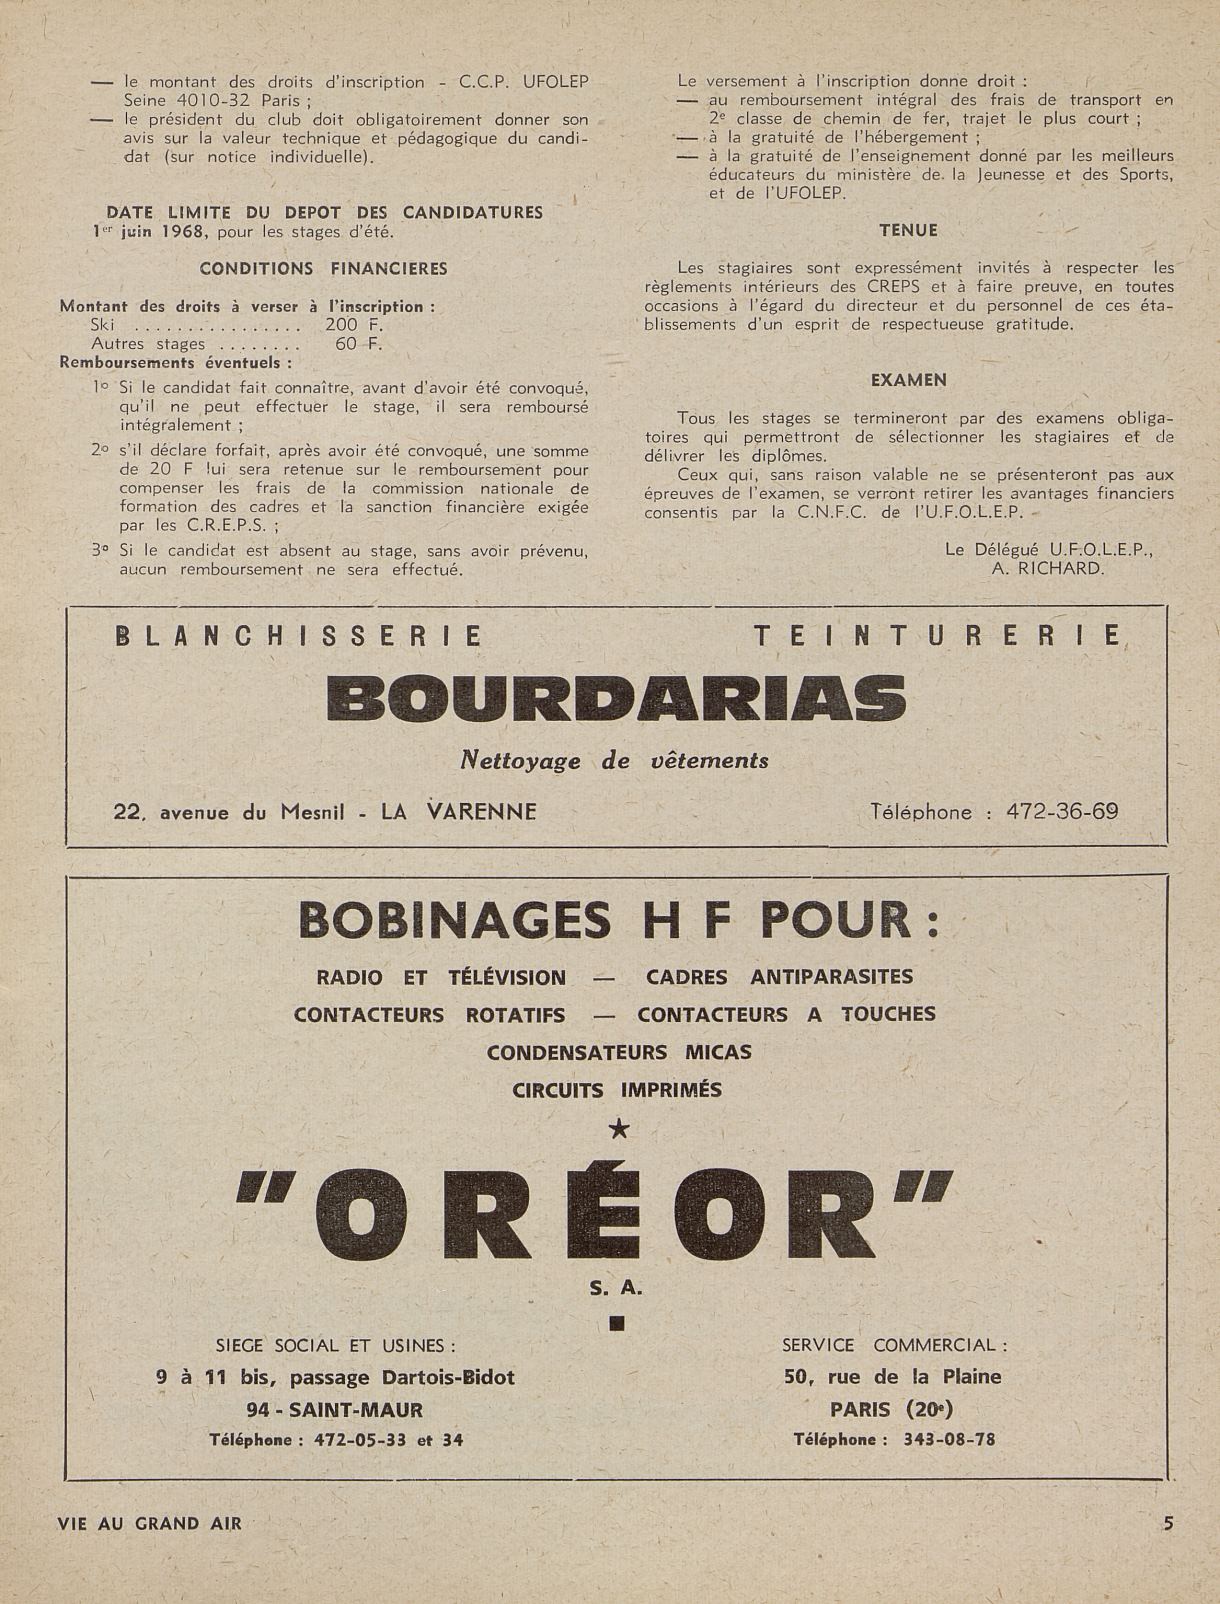 — le montant des droits d'inscription - C.C.P. UFOLEP
Seine 4010-32 Paris ;
— le président du club doit obligatoirement donner son
avis sur la valeur technique et pédagogique du candi-
dat (sur notice individuelle).
DATE LIMITE DU DEPOT DES CANDIDATURES
1er juin 1968, pour les stages d'été.
CONDITIONS FINANCIERES
Montant des droits à verser à l'inscription :
Ski ................ 200 F.
Autres stages ........ 60 F.
Remboursements éventuels :
1o Si le candidat fait connaître, avant d'avoir été convoqué,
qu'il ne peut effectuer le stage, il sera remboursé
intégralement ;
2o s'il déclare forfait, après avoir été convoqué, une somme
de 20 F lui sera retenue sur le remboursement pour
compenser les frais de la commission nationale de
formation des cadres et la sanction financière exigée
par les C.R.E.P.S. ;
3o Si le candidat est absent au stage, sans avoir prévenu,
aucun remboursement ne sera effectué.
Le versement à l'inscription donne droit :
— au remboursement intégral des frais de transport en
2e classe de chemin de fer, trajet le plus court ;
— à la gratuité de l'hébergement ;
— à la gratuité de l'enseignement donné par les meilleurs
éducateurs du ministère de la Jeunesse et des Sports,
et de l'UFOLEP.
TENUE
Les stagiaires sont expressément invités à respecter les
règlements intérieurs des CREPS et à faire preuve, en toutes
occasions à l'égard du directeur et du personnel de ces éta-
blissements d'un esprit de respectueuse gratitude.
EXAMEN
Tous les stages se termineront par des examens obliga-
toires qui permettront de sélectionner les stagiaires et de
délivrer les diplômes.
Ceux qui, sans raison valable ne se présenteront pas aux
épreuves de l'examen, se verront retirer les avantages financiers
consentis par la C.N.F.C. de l'U.F.O.L.E.P.
Le Délégué U.F.O.L.E.P.,
A. RICHARD.
BLANCHISSERIE TEINTURERIE
BOURDARIAS
Nettoyage de vêtements
22, avenue du Mesnil - LA VARENNE Téléphone : 472-36-69
BOBINAGES H F POUR :
RADIO ET TÉLÉVISION — CADRES ANTIPARASITES
CONTACTEURS ROTATIFS — CONTACTEURS A TOUCHES
CONDENSATEURS MICAS
CIRCUITS IMPRIMÉS
"ORÉOR"
S. A.
SIEGE SOCIAL ET USINES :
9 à 11 bis, passage Dartois-Bidot
94 - SAINT-MAUR
Téléphone : 472-05-33 et 34
SERVICE COMMERCIAL :
50, rue de la Plaine
PARIS (20e)
Téléphone : 343-08-78
VIE AU GRAND AIR 5